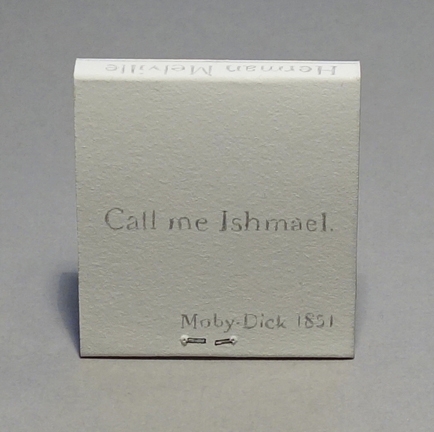 Herman Melville
Call me Ishmael.
Moby-Dick 1851